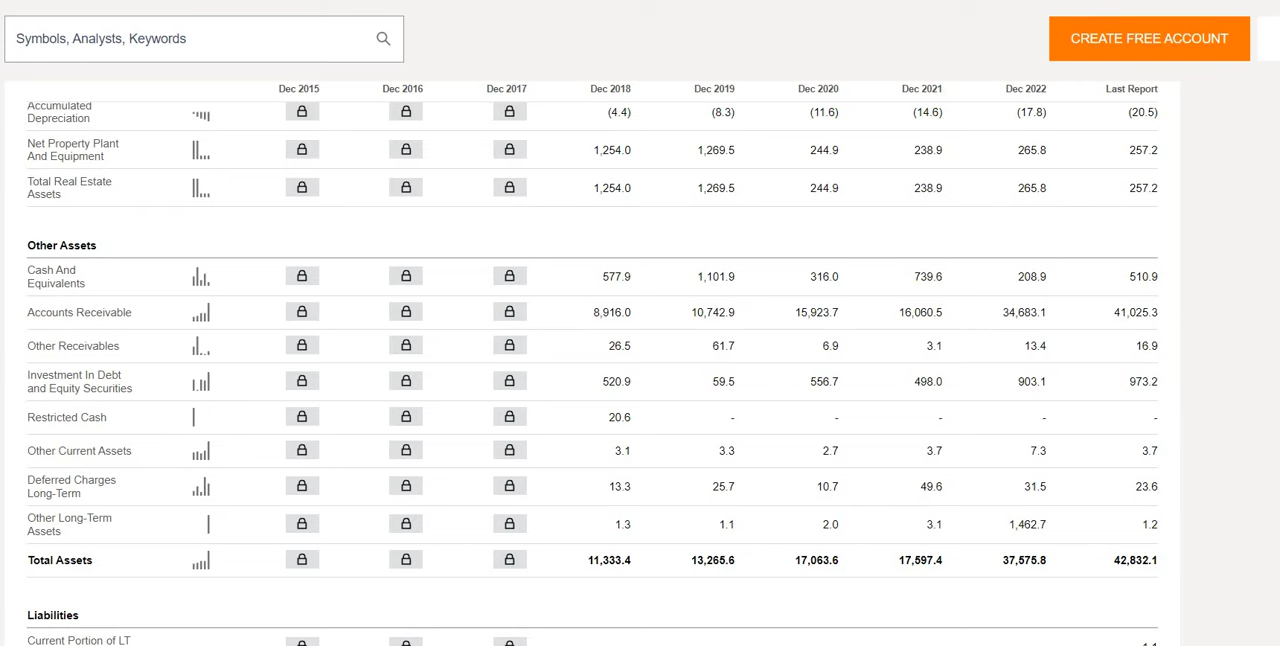 Symbols, Analysts, Keywords
CREATE FREE ACCOUNT
Dec 2015 Dec 2016 Dec 2017 Dec 2018 Dec 2019 Dec 2020 Dec 2021 Dec 2022 Last Report
Accumulated
Depreciation (4.4) (8.3) (11.6) (14.6) (17.8) (20.5)
Net Property Plant
And Equipment 1,254.0 1,269.5 244.9 238.9 265.8 257.2
Total Real Estate
Assets 1,254.0 1,269.5 244.9 238.9 265.8 257.2
Other Assets
Cash And
Equivalents 577.9 1,101.9 316.0 739.6 208.9 510.9
Accounts Receivable 8,916.0 10,742.9 15,923.7 16,060.5 34,683.1 41,025.3
Other Receivables 26.5 61.7 6.9 3.1 13.4 16.9
Investment In Debt
and Equity Securities 520.9 59.5 556.7 498.0 903.1 973.2
Restricted Cash 20.6 - - - - -
Other Current Assets 3.1 3.3 2.7 3.7 7.3 3.7
Deferred Charges
Long-Term 13.3 25.7 10.7 49.6 31.5 23.6
Other Long-Term
Assets 1.3 1.1 2.0 3.1 1,462.7 1.2
Total Assets 11,333.4 13,265.6 17,063.6 17,597.4 37,575.8 42,832.1
Liabilities
Current Portion of LT